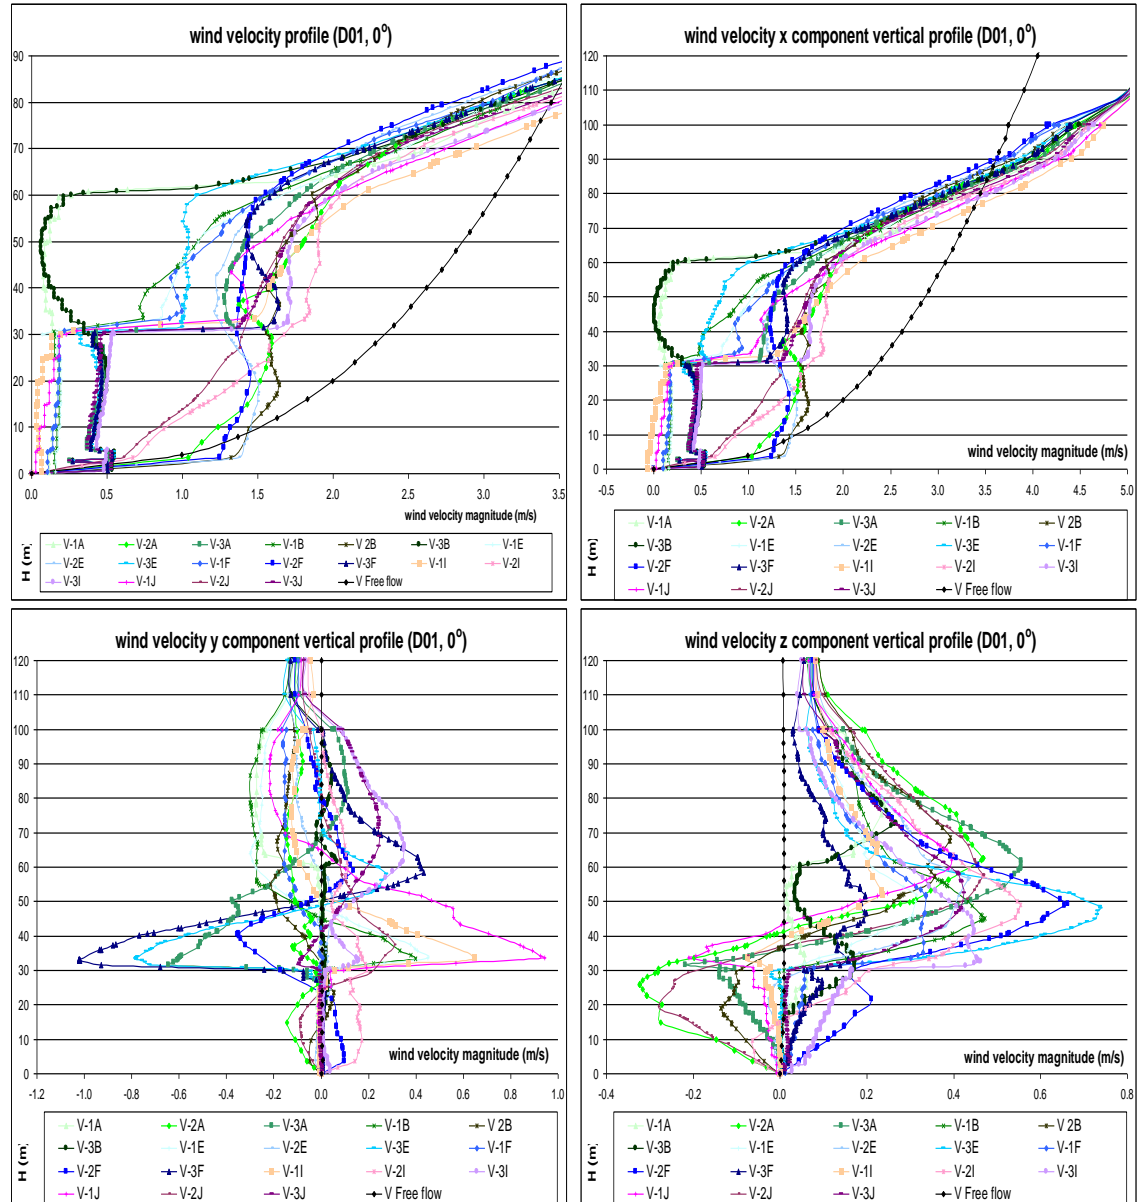 wind velocity profile (D01, 0°)
90
80
70
60
50
40
30
20
10
0
0.0 0.5 1.0 1.5 2.0 2.5 3.0 3.5
wind velocity magnitude (m/s)
H (m)
V-1A V-2A V-3A V-1B V 2B V-3B V-1E
V-2E V-3E V-1F V-2F V-3F V-1I V-2I
V-3I V-1J V-2J V-3J V Free flow
wind velocity x component vertical profile (D01, 0°)
120
110
100
90
80
70
60
50
40
30
20
10
0
wind velocity magnitude (m/s)
-0.5 0.0 0.5 1.0 1.5 2.0 2.5 3.0 3.5 4.0 4.5 5.0
H (m)
V-1A V-2A V-3A V-1B V 2B
V-3B V-1E V-2E V-3E V-1F
V-2F V-3F V-1I V-2I V-3I
V-1J V-2J V-3J V Free flow
wind velocity y component vertical profile (D01, 0°)
120
110
100
90
80
70
60
50
40
30
20
10
0
wind velocity magnitude (m/s)
-1.2 -1.0 -0.8 -0.6 -0.4 -0.2 0.0 0.2 0.4 0.6 0.8 1.0
H (m)
V-1A V-2A V-3A V-1B V 2B
V-3B V-1E V-2E V-3E V-1F
V-2F V-3F V-1I V-2I V-3I
V-1J V-2J V-3J V Free flow
wind velocity z component vertical profile (D01, 0°)
120
110
100
90
80
70
60
50
40
30
20
10
0
wind velocity magnitude (m/s)
-0.4 -0.2 0.0 0.2 0.4 0.6 0.8
H (m)
V-1A V-2A V-3A V-1B V 2B
V-3B V-1E V-2E V-3E V-1F
V-2F V-3F V-1I V-2I V-3I
V-1J V-2J V-3J V Free flow